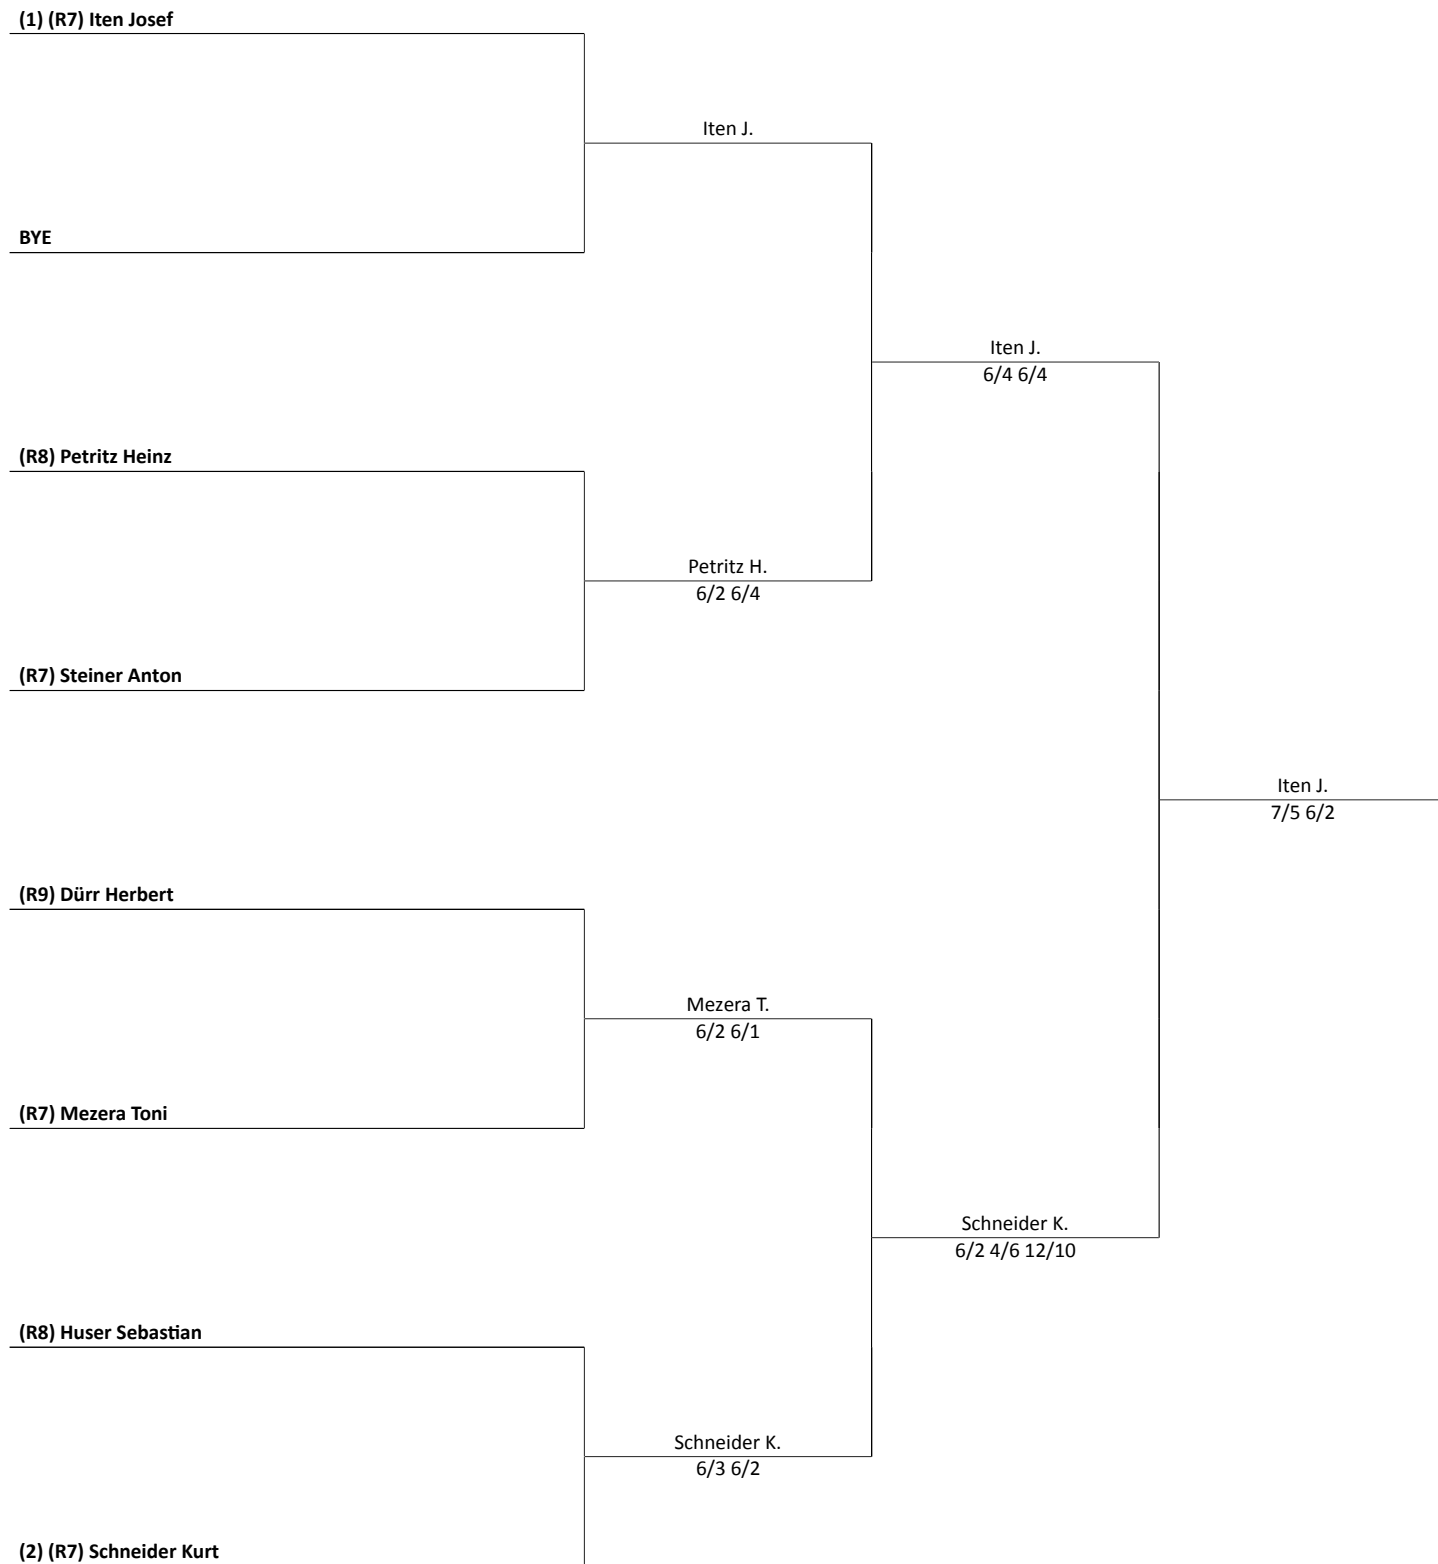 (1) (R7) Iten Josef
Iten J.
BYE
Iten J.
6/4 6/4
(R8) Petritz Heinz
Petritz H.
6/2 6/4
(R7) Steiner Anton
Iten J.
7/5 6/2
(R9) Dürr Herbert
Mezera T.
6/2 6/1
(R7) Mezera Toni
Schneider K.
6/2 4/6 12/10
(R8) Huser Sebastian
Schneider K.
6/3 6/2
(2) (R7) Schneider Kurt